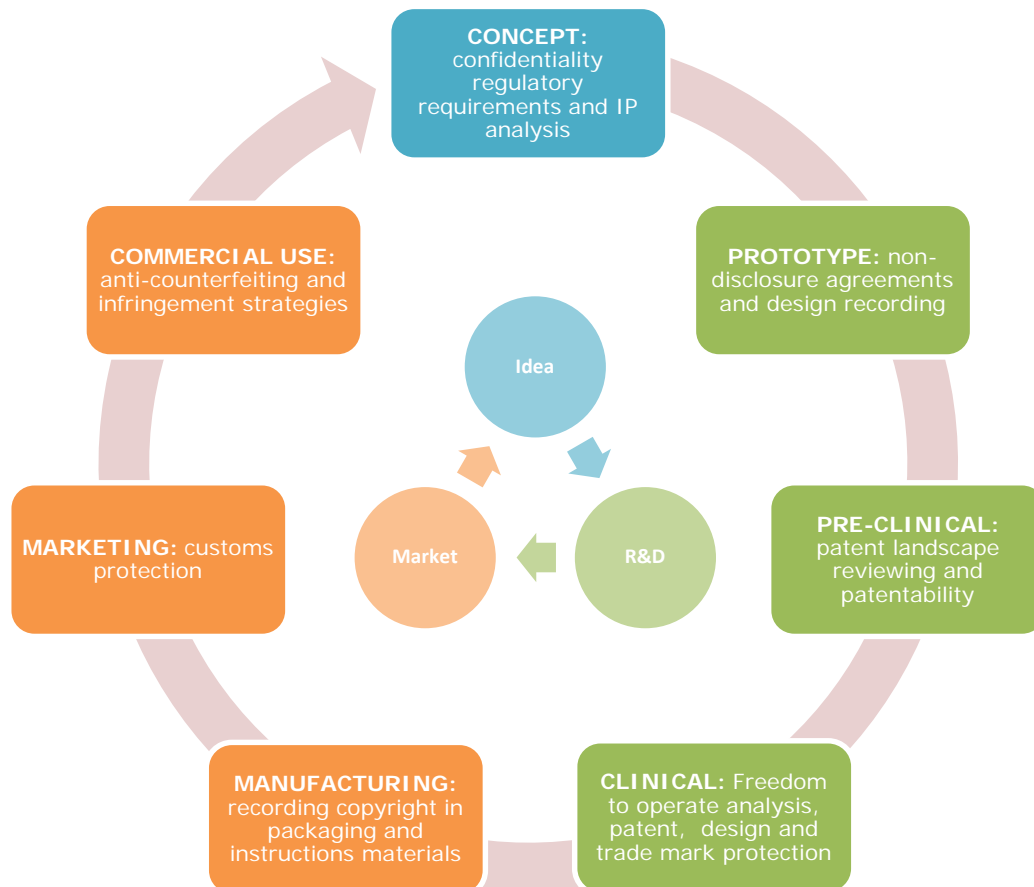 CONCEPT:
confidentiality
regulatory
requirements and IP
analysis
PROTOTYPE: non-
disclosure agreements
and design recording
PRE-CLINICAL:
patent landscape
reviewing and
patentability
CLINICAL: Freedom
to operate analysis,
patent, design and
trade mark protection
MANUFACTURING:
recording copyright in
packaging and
instructions materials
MARKETING: customs
protection
COMMERCIAL USE:
anti-counterfeiting and
infringement strategies
Idea
R&D
Market